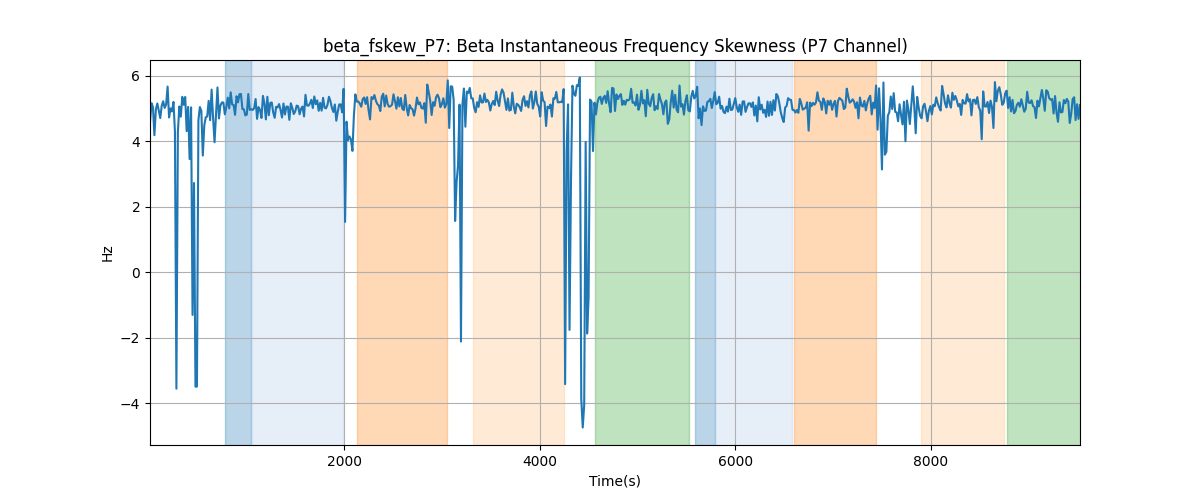 beta_fskew_P7: Beta Instantaneous Frequency Skewness (P7 Channel)
6
4
2
0
−2
−4
Hz
2000 4000 6000 8000
Time(s)